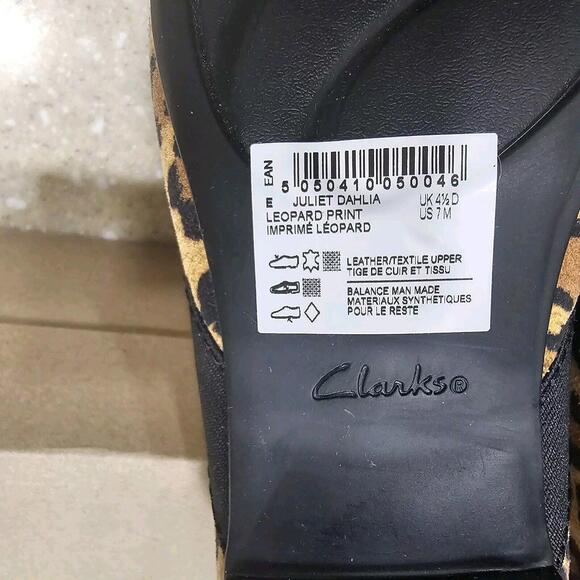 EAN
5 050410 050046
E JULIET DAHLIA UK 4½ D
LEOPARD PRINT US 7 M
IMPRIMÉ LÉOPARD
LEATHER/TEXTILE UPPER
TIGE DE CUIR ET TISSU
BALANCE MAN MADE
MATERIAUX SYNTHÉTIQUES
POUR LE RESTE
Clarks®